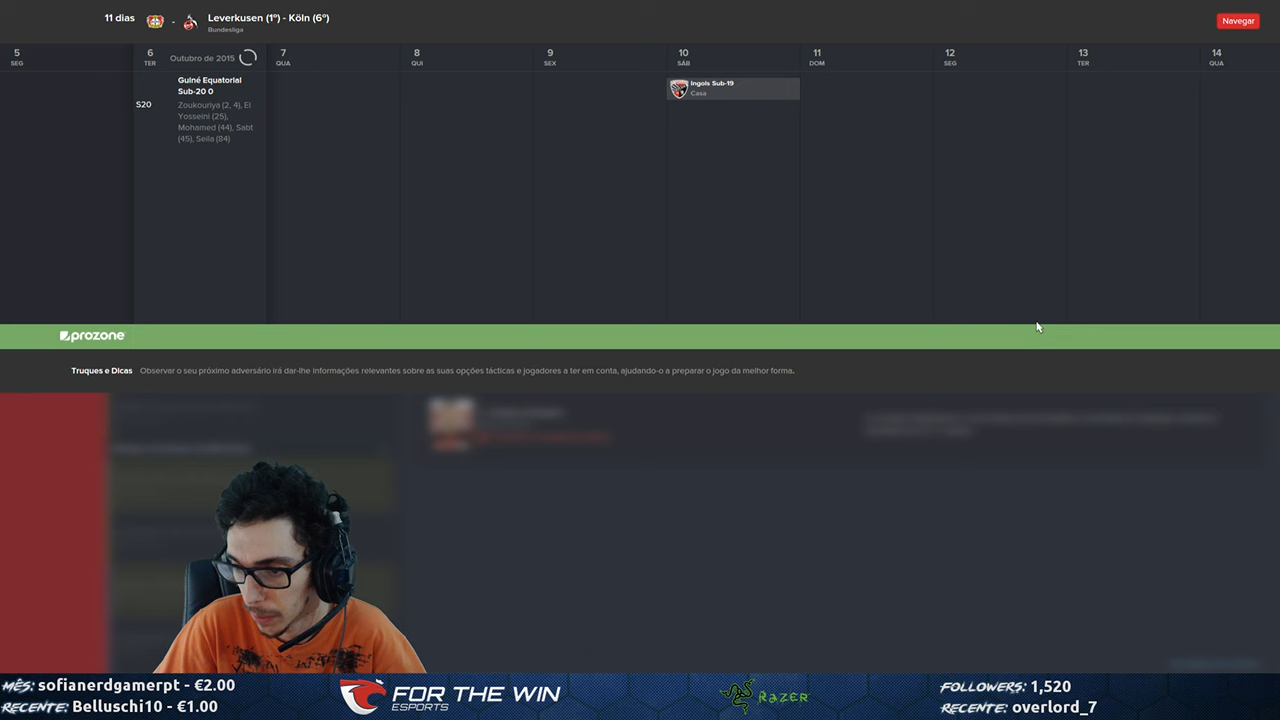 11 dias
-
Leverkusen (1º) - Köln (6º)
Bundesliga
Navegar
5
SEG
6
TER
Outubro de 2015
7
QUA
8
QUI
9
SEX
10
SÁB
11
DOM
12
SEG
13
TER
14
QUA
Guiné Equatorial
Sub-20 0
S20
Zoukouriya (2, 4), El
Yosseini (25),
Mohamed (44), Sabt
(45), Seila (84)
Ingols Sub-19
Casa
prozone
Truques e Dicas
Observar o seu próximo adversário irá dar-lhe informações relevantes sobre as suas opções tácticas e jogadores a ter em conta, ajudando-o a preparar o jogo da melhor forma.
MÊS: sofianerdgamerpt - €2.00
RECENTE: Belluschi10 - €1.00
FOR THE WIN
ESPORTS
RAZER
FOLLOWERS: 1,520
RECENTE: overlord_7